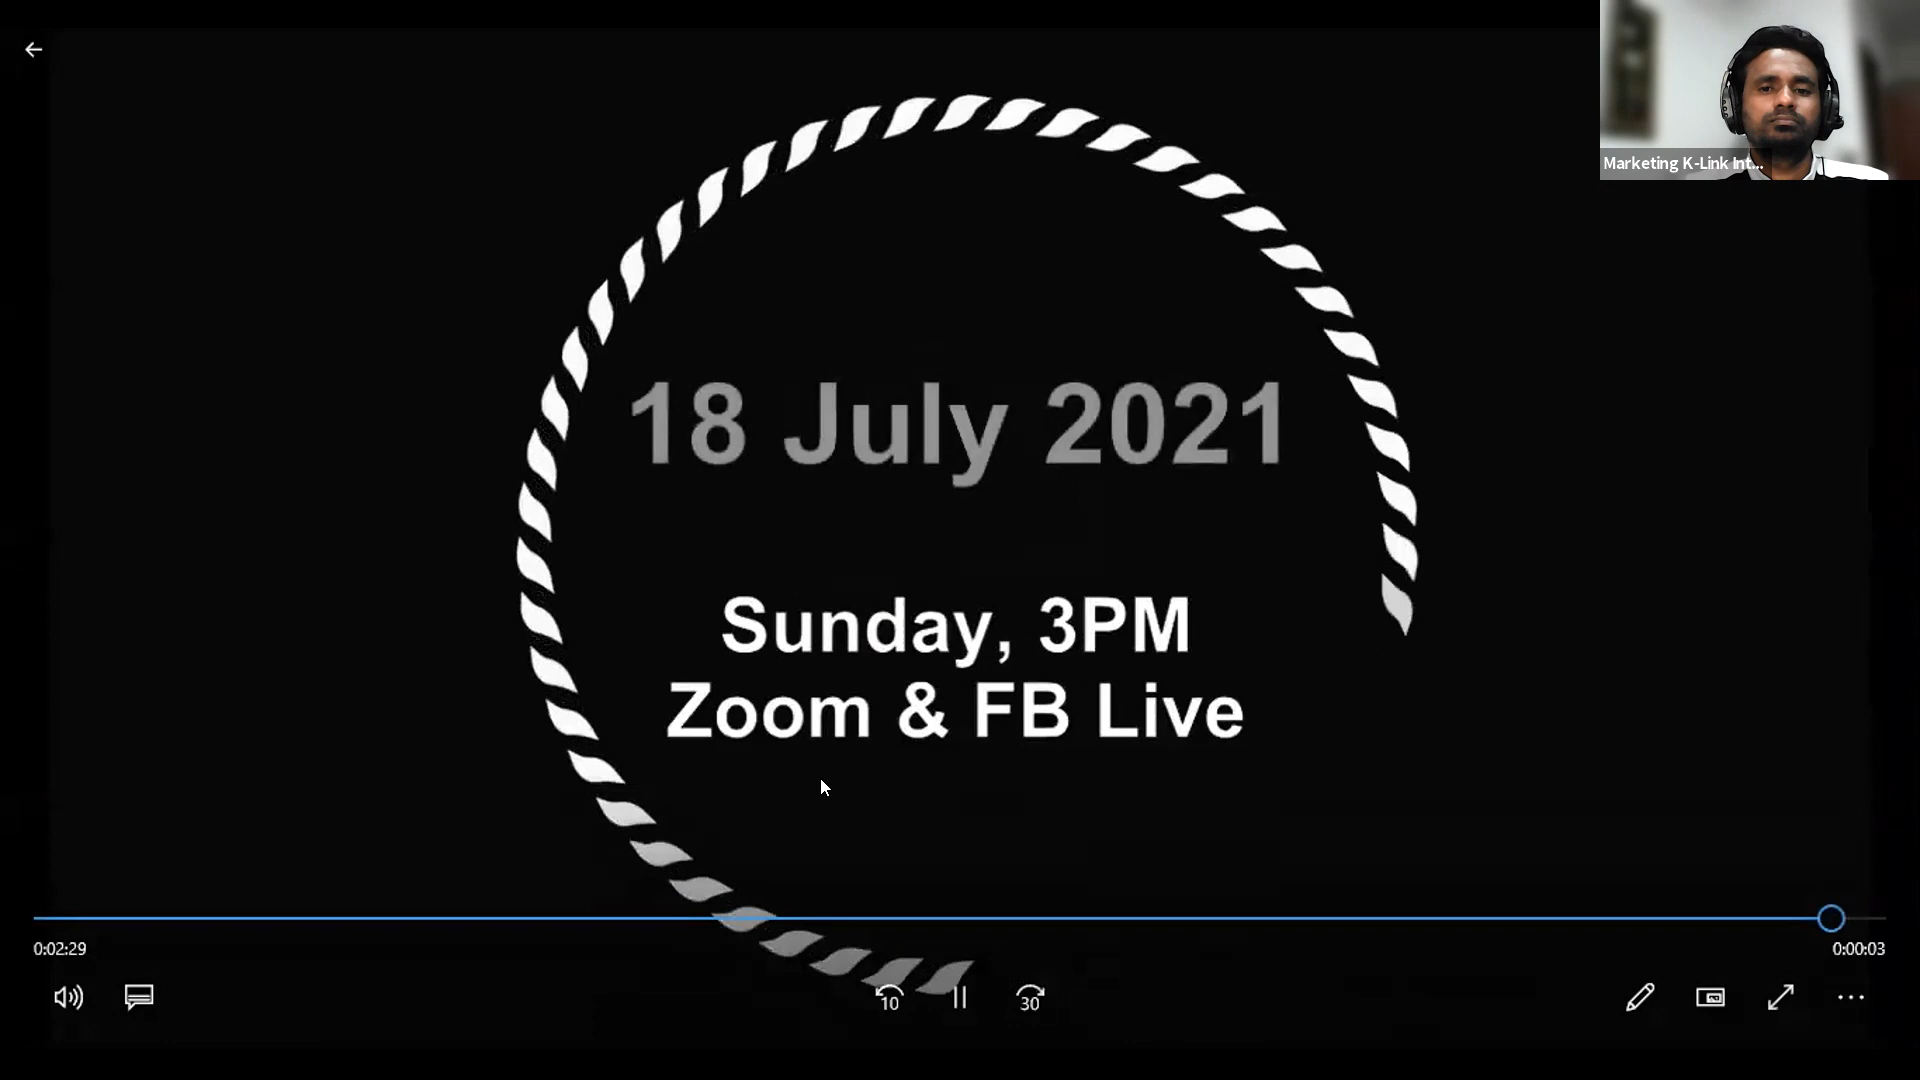 Marketing K-Link Int...
18 July 2021
Sunday, 3PM
Zoom & FB Live
0:02:29
0:00:03
10
30